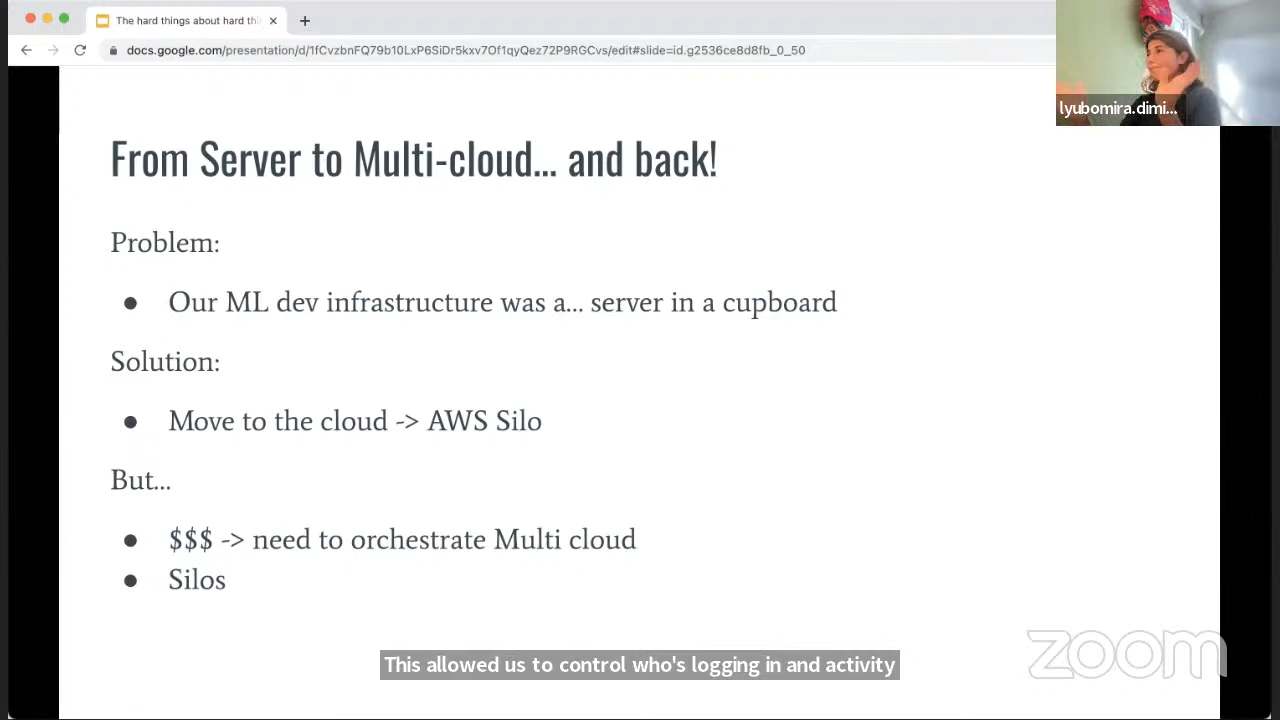 The hard things about hard thi
docs.google.com/presentation/d/1fCvzbnFQ79b10LxP6SiDr5kxv7Of1qyQez72P9RGCvs/edit#slide=id.g2536ce8d8fb_0_50
lyubomira.dimi...
From Server to Multi-cloud... and back!
Problem:
● Our ML dev infrastructure was a... server in a cupboard
Solution:
● Move to the cloud -> AWS Silo
But...
● $$$ -> need to orchestrate Multi cloud
● Silos
This allowed us to control who's logging in and activity
zoom